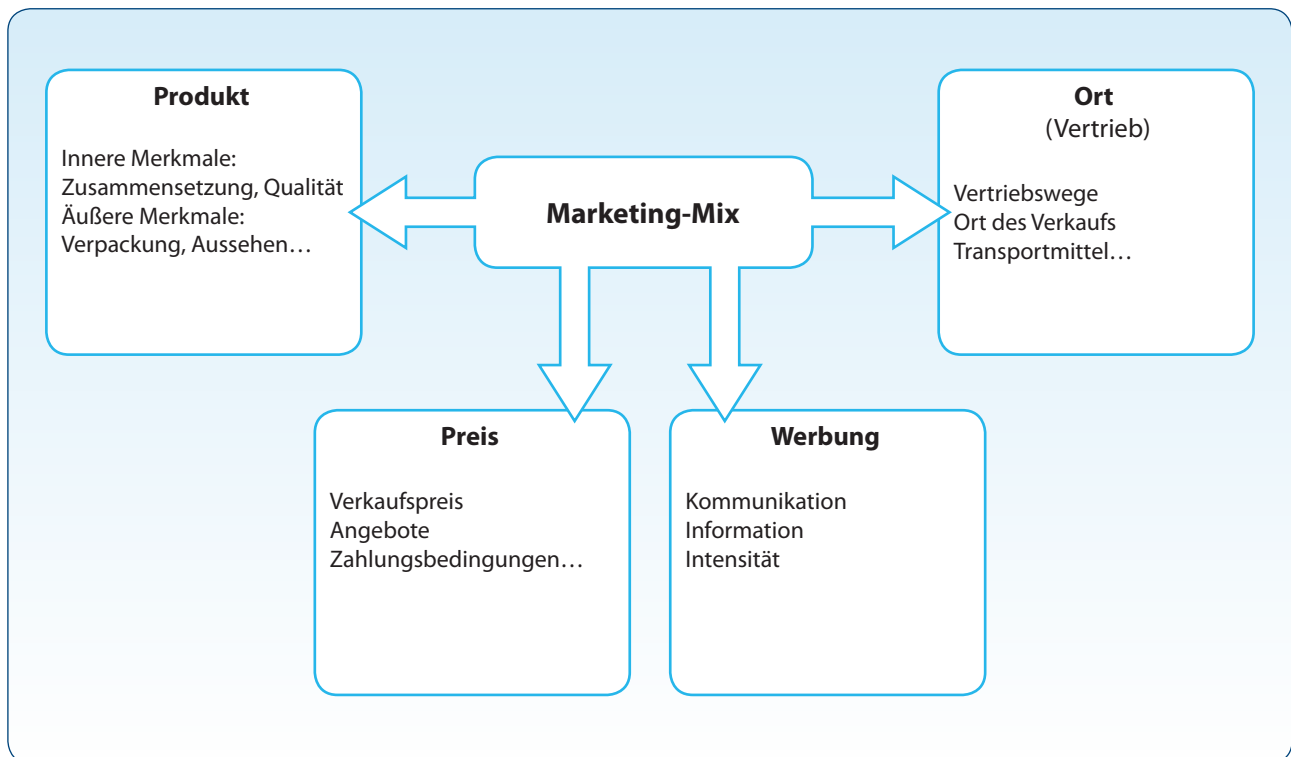 Produkt
Innere Merkmale:
Zusammensetzung, Qualität
Äußere Merkmale:
Verpackung, Aussehen…
Marketing-Mix
Ort
(Vertrieb)
Vertriebswege
Ort des Verkaufs
Transportmittel…
Preis
Verkaufspreis
Angebote
Zahlungsbedingungen…
Werbung
Kommunikation
Information
Intensität